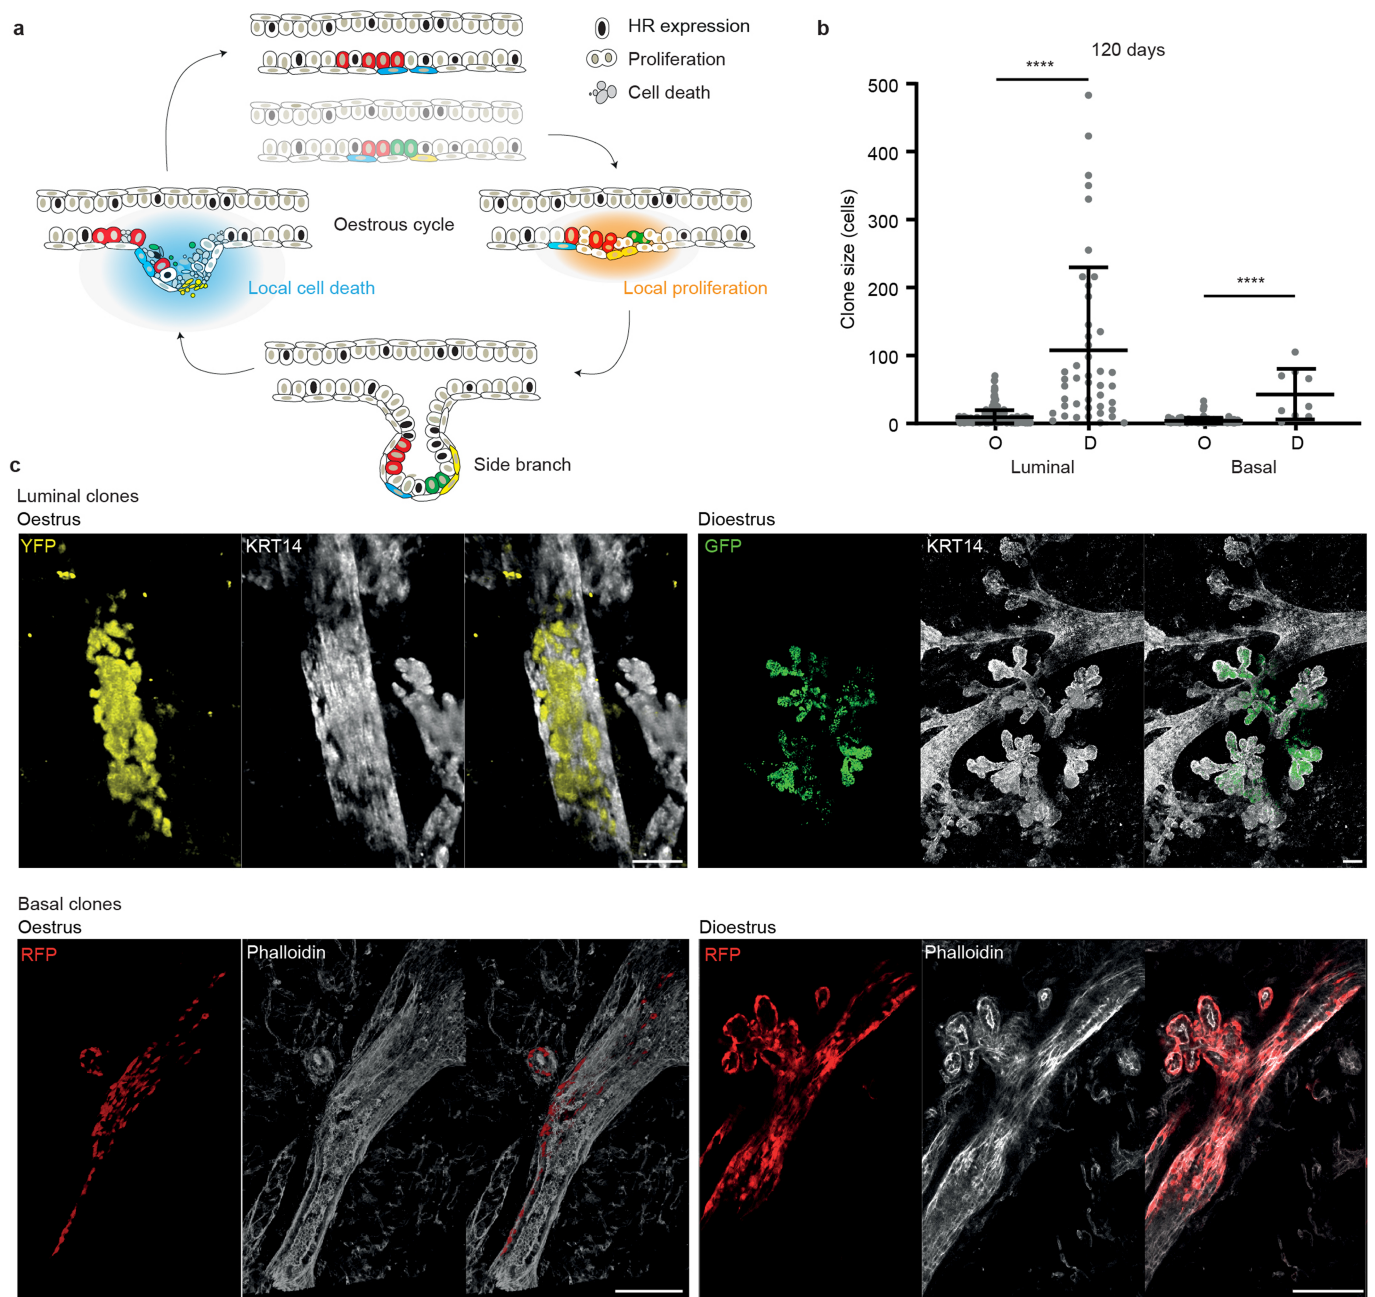 a
HR expression
Proliferation
Cell death
Oestrous cycle
Local cell death
Local proliferation
Side branch
b
120 days
****
****
Clone size (cells)
500
400
300
200
100
0
O
D
O
D
Luminal
Basal
c
Luminal clones
Oestrus
Dioestrus
YFP
KRT14
GFP
KRT14
Basal clones
Oestrus
Dioestrus
RFP
Phalloidin
RFP
Phalloidin